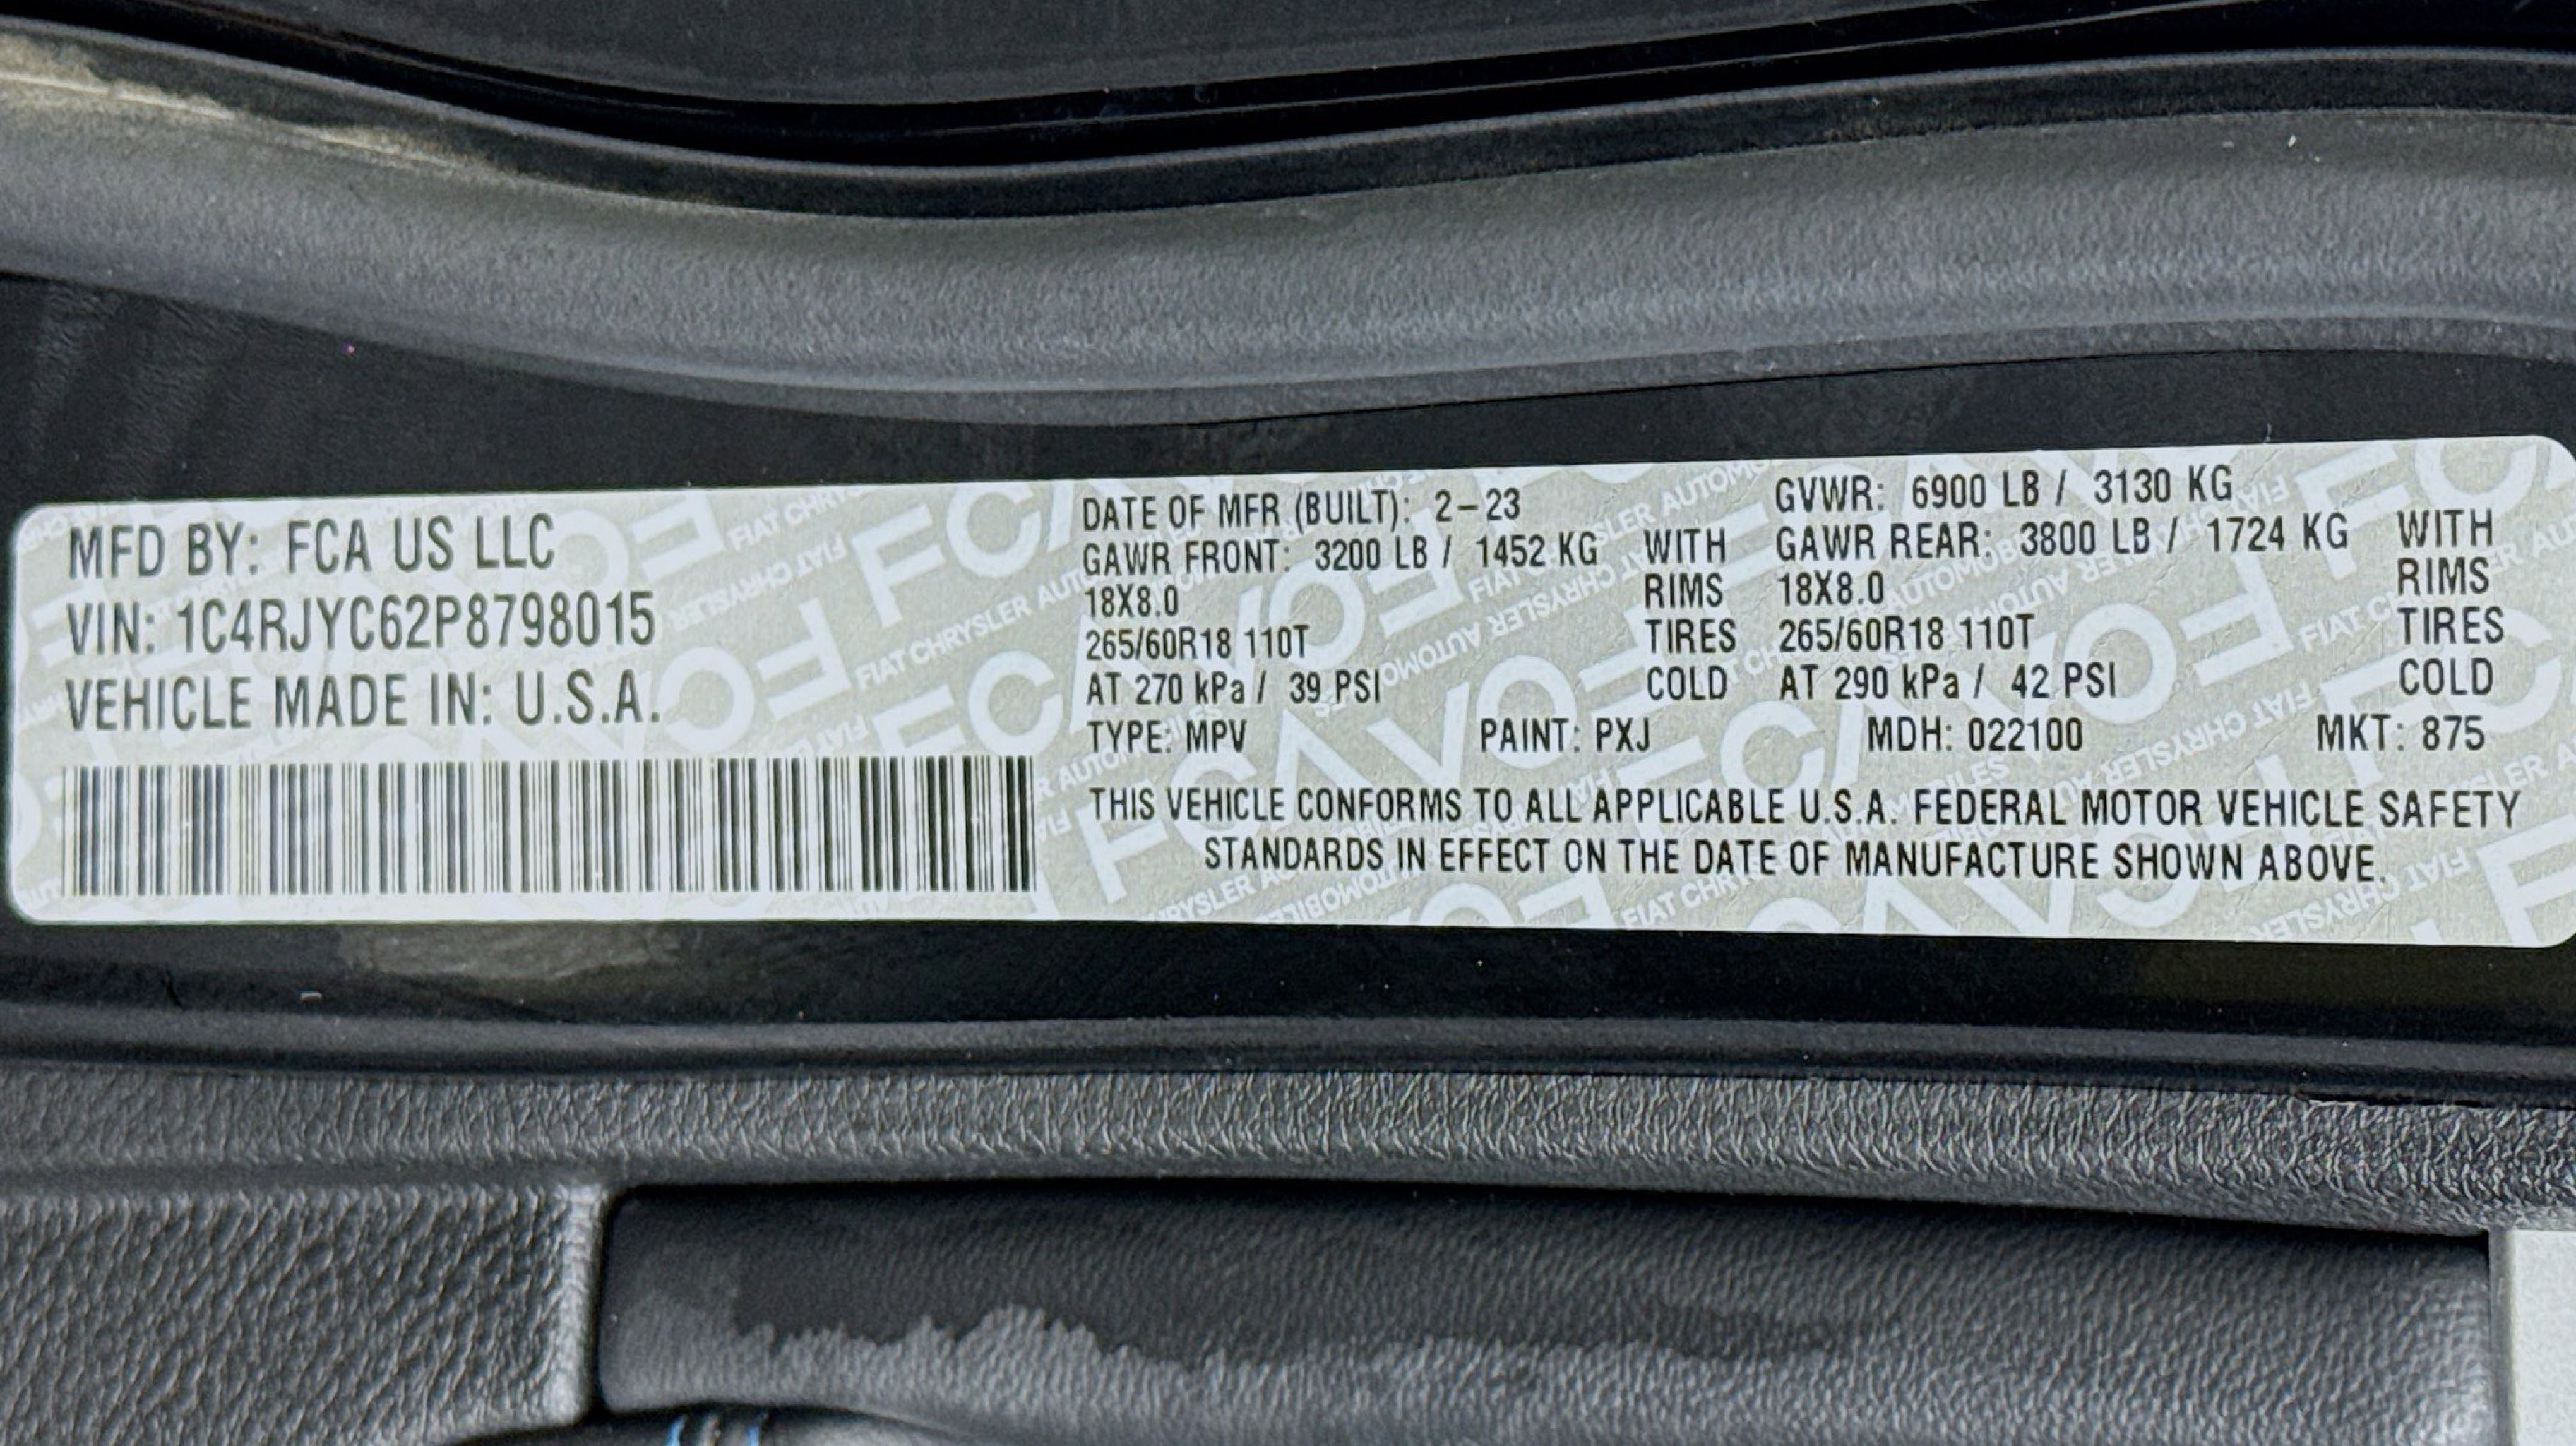 MFD BY: FCA US LLC
VIN: 1C4RJYC62P8798015
VEHICLE MADE IN: U.S.A.
DATE OF MFR (BUILT): 2-23 GVWR: 6900 LB / 3130 KG
GAWR FRONT: 3200 LB / 1452 KG WITH GAWR REAR: 3800 LB / 1724 KG WITH
18X8.0 RIMS 18X8.0 RIMS
265/60R18 110T TIRES 265/60R18 110T TIRES
AT 270 kPa / 39 PSI COLD AT 290 kPa / 42 PSI COLD
TYPE: MPV PAINT: PXJ MDH: 022100 MKT: 875
THIS VEHICLE CONFORMS TO ALL APPLICABLE U.S.A. FEDERAL MOTOR VEHICLE SAFETY
STANDARDS IN EFFECT ON THE DATE OF MANUFACTURE SHOWN ABOVE.